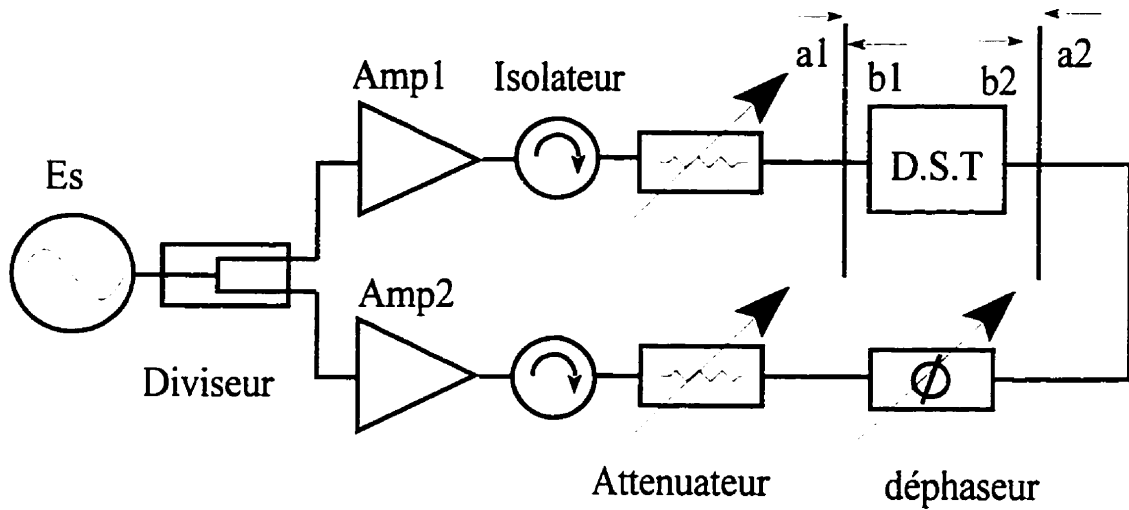 a1
b1
b2
a2
Amp1
Isolateur
D.S.T
Es
Amp2
Diviseur
Φ
Attenuateur
déphaseur